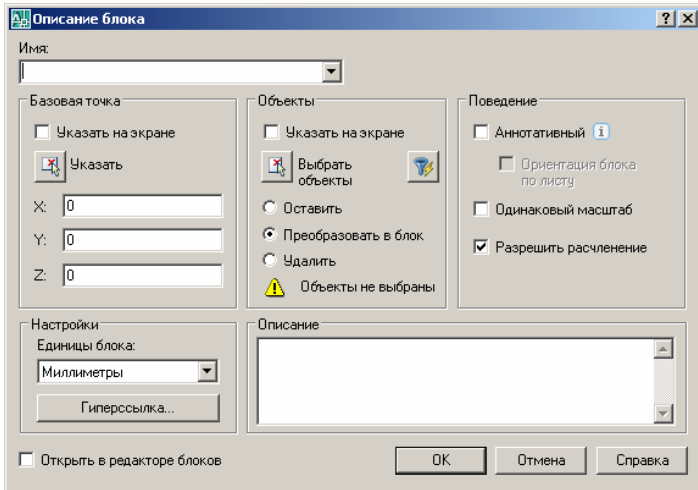 Описание блока
Имя:
Базовая точка
Указать на экране
Указать
X: 0
Y: 0
Z: 0
Объекты
Указать на экране
Выбрать
объекты
Оставить
Преобразовать в блок
Удалить
Объекты не выбраны
Поведение
Аннотативный
Ориентация блока
по листу
Одинаковый масштаб
Разрешить расчленение
Настройки
Единицы блока:
Миллиметры
Гиперссылка...
Описание
Открыть в редакторе блоков
OK
Отмена
Справка